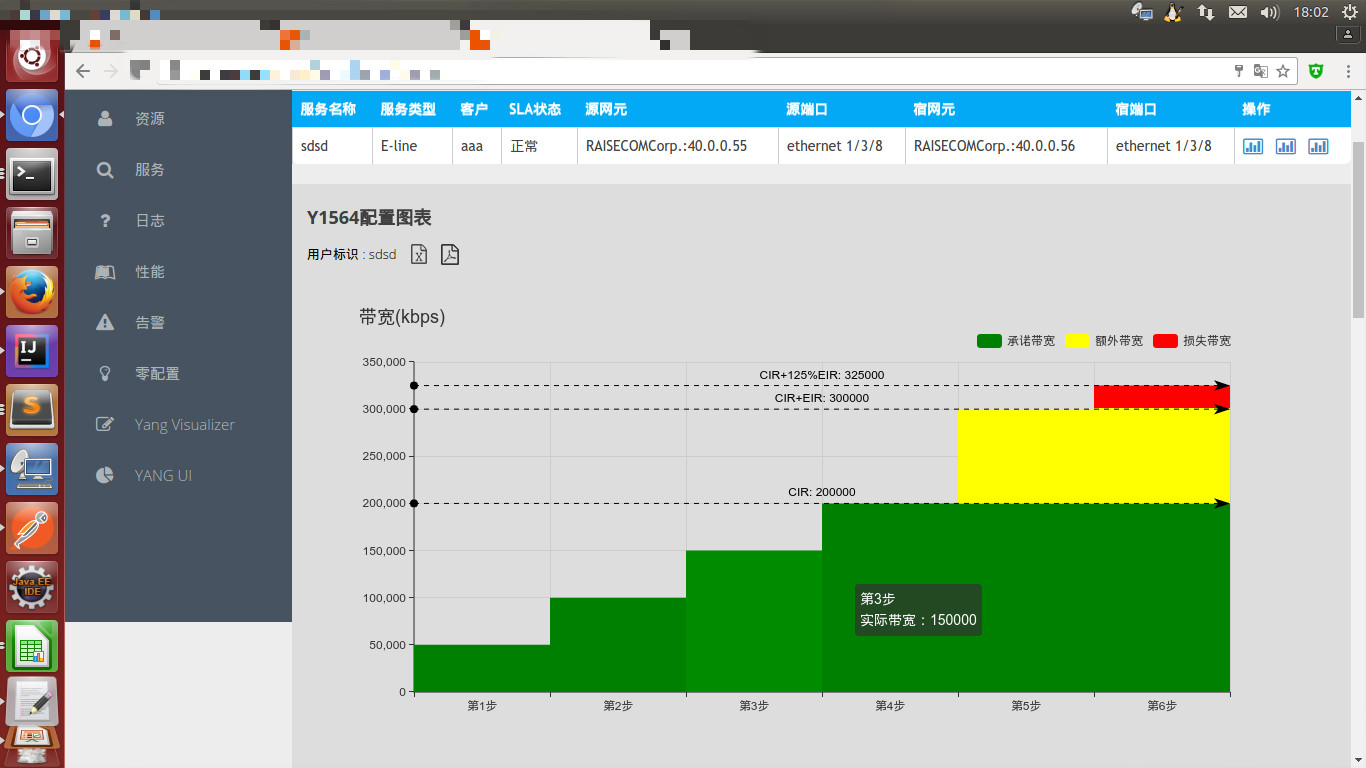 18:02
资源
服务
日志
性能
告警
零配置
Yang Visualizer
YANG UI
服务名称 服务类型 客户 SLA状态 源网元 源端口 宿网元 宿端口 操作
sdsd E-line aaa 正常 RAISECOMCorp.:40.0.0.55 ethernet 1/3/8 RAISECOMCorp.:40.0.0.56 ethernet 1/3/8
Y1564配置图表
用户标识 : sdsd
带宽(kbps)
承诺带宽 额外带宽 损失带宽
350,000
CIR+125%EIR: 325000
CIR+EIR: 300000
300,000
250,000
CIR: 200000
200,000
150,000
100,000
50,000
0
第3步
实际带宽：150000
第1步 第2步 第3步 第4步 第5步 第6步
IJ
S
Java EE
IDE